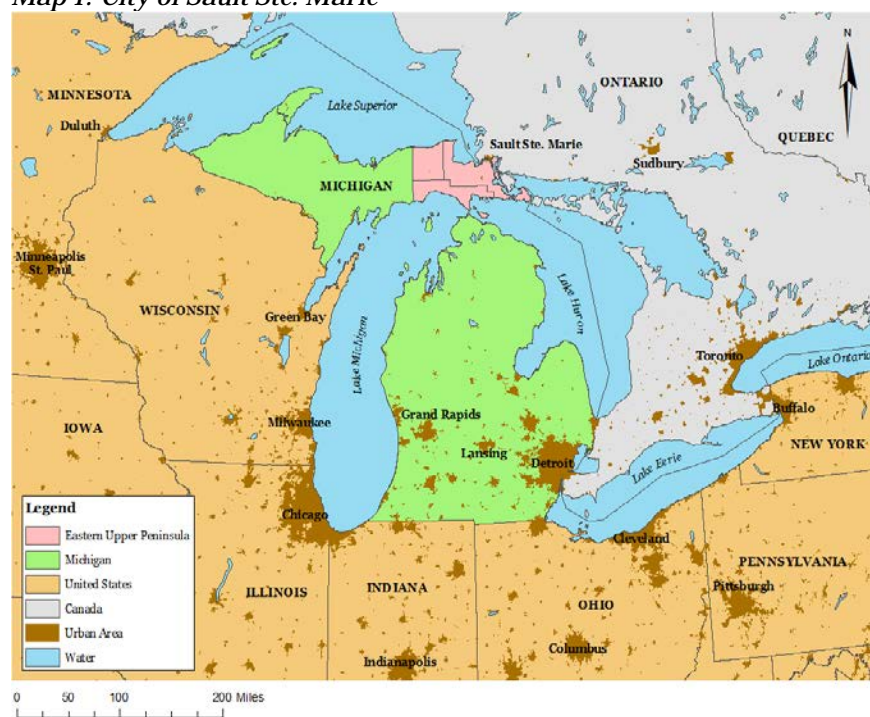 Map 1: City of Sault Ste. Marie
N
ONTARIO
MINNESOTA
Lake Superior
Duluth
QUEBEC
Sault Ste. Marie
Sudbury
MICHIGAN
Minneapolis
St. Paul
WISCONSIN
Green Bay
Lake Huron
Lake Michigan
Toronto
Lake Ontario
Grand Rapids
Buffalo
IOWA
Milwaukee
NEW YORK
Lansing
Detroit
Lake Eerie
Legend
Eastern Upper Peninsula
Michigan
United States
Canada
Urban Area
Water
Chicago
Cleveland
PENNSYLVANIA
ILLINOIS
INDIANA
Pittsburgh
OHIO
Columbus
Indianapolis
0 50 100 200 Miles